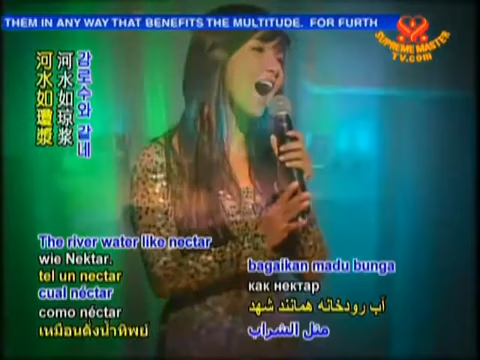 THEM IN ANY WAY THAT BENEFITS THE MULTITUDE. FOR FURTH
SUPREME MASTER
TV.com
감로수와 같네
河水如琼浆
河水如瓊漿
The river water like nectar
wie Nektar.
tel un nectar
cual néctar
como néctar
เหมือนดั่งน้ำทิพย์
bagaikan madu bunga
как нектар
آب رودخانه همانند شهد
مثل الشراب